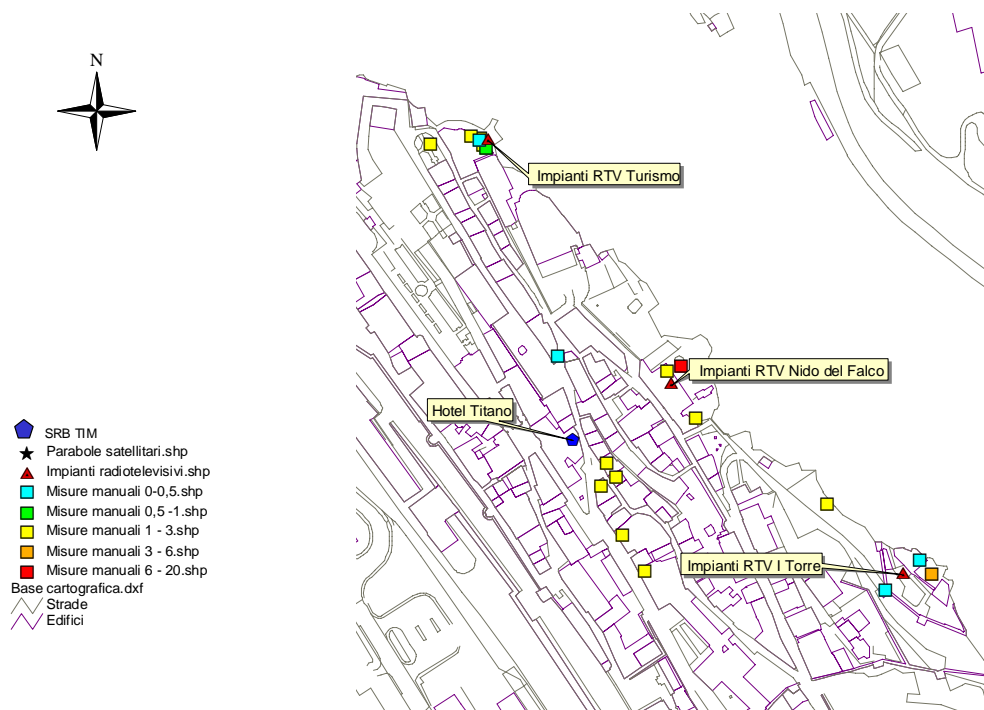 N
Impianti RTV Turismo
Impianti RTV Nido del Falco
Hotel Titano
Impianti RTV I Torre
SRB TIM
Parabole satellitari.shp
Impianti radiotelevisivi.shp
Misure manuali 0-0,5.shp
Misure manuali 0,5 -1.shp
Misure manuali 1 - 3.shp
Misure manuali 3 - 6.shp
Misure manuali 6 - 20.shp
Base cartografica.dxf
Strade
Edifici